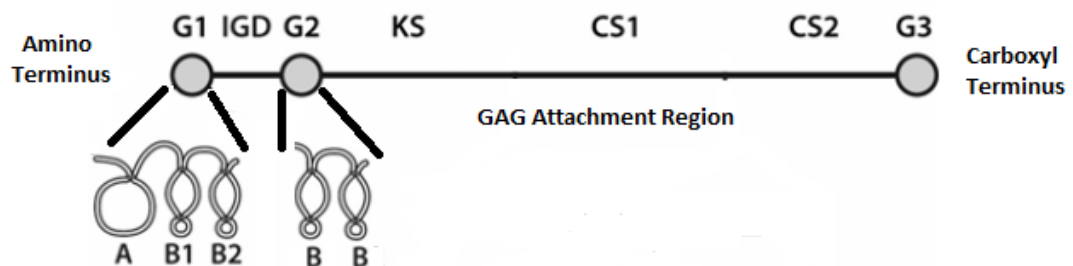 G1 IGD G2 KS CS1 CS2 G3
Amino
Terminus
Carboxyl
Terminus
GAG Attachment Region
A B1 B2 B B